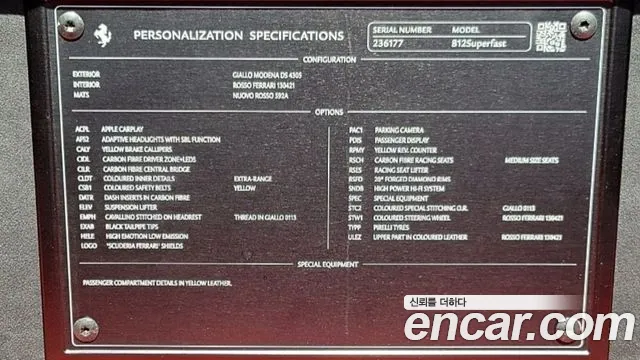 PERSONALIZATION SPECIFICATIONS
SERIAL NUMBER MODEL
236177 812Superfast
CONFIGURATION
EXTERIOR GIALLO MODENA DS 4305
INTERIOR ROSSO FERRARI 130421
MATS NUOVO ROSSO 592A
OPTIONS
ACPL APPLE CARPLAY
AFS2 ADAPTIVE HEADLIGHTS WITH SBL FUNCTION
CALY YELLOW BRAKE CALLIPERS
CIDL CARBON FIBRE DRIVER ZONE+LEDS
CILR CARBON FIBRE CENTRAL BRIDGE
CLDT COLOURED INNER DETAILS EXTRA-RANGE
CSB1 COLOURED SAFETY BELTS YELLOW
DATR DASH INSERTS IN CARBON FIBRE
ELEV SUSPENSION LIFTER
EMPH CAVALLINO STITCHED ON HEADREST THREAD IN GIALLO 0113
EXAB BLACK TAILPIPE TIPS
HELE HIGH EMOTION LOW EMISSION
LOGO "SCUDERIA FERRARI" SHIELDS
PAC1 PARKING CAMERA
PDIS PASSENGER DISPLAY
RPMY YELLOW REV. COUNTER
RSCH CARBON FIBRE RACING SEATS MEDIUM SIZE SEATS
RSES RACING SEAT LIFTER
RSFD 20" FORGED DIAMOND RIMS
SNDB HIGH POWER HI-FI SYSTEM
SPEC SPECIAL EQUIPMENT
STC2 COLOURED SPECIAL STITCHING O.R. GIALLO 0113
STW1 COLOURED STEERING WHEEL ROSSO FERRARI 130421
TYPP PIRELLI TYRES
ULEZ UPPER PART IN COLOURED LEATHER ROSSO FERRARI 130421
SPECIAL EQUIPMENT
PASSENGER COMPARTMENT DETAILS IN YELLOW LEATHER.
신뢰를 더하다
encar.com